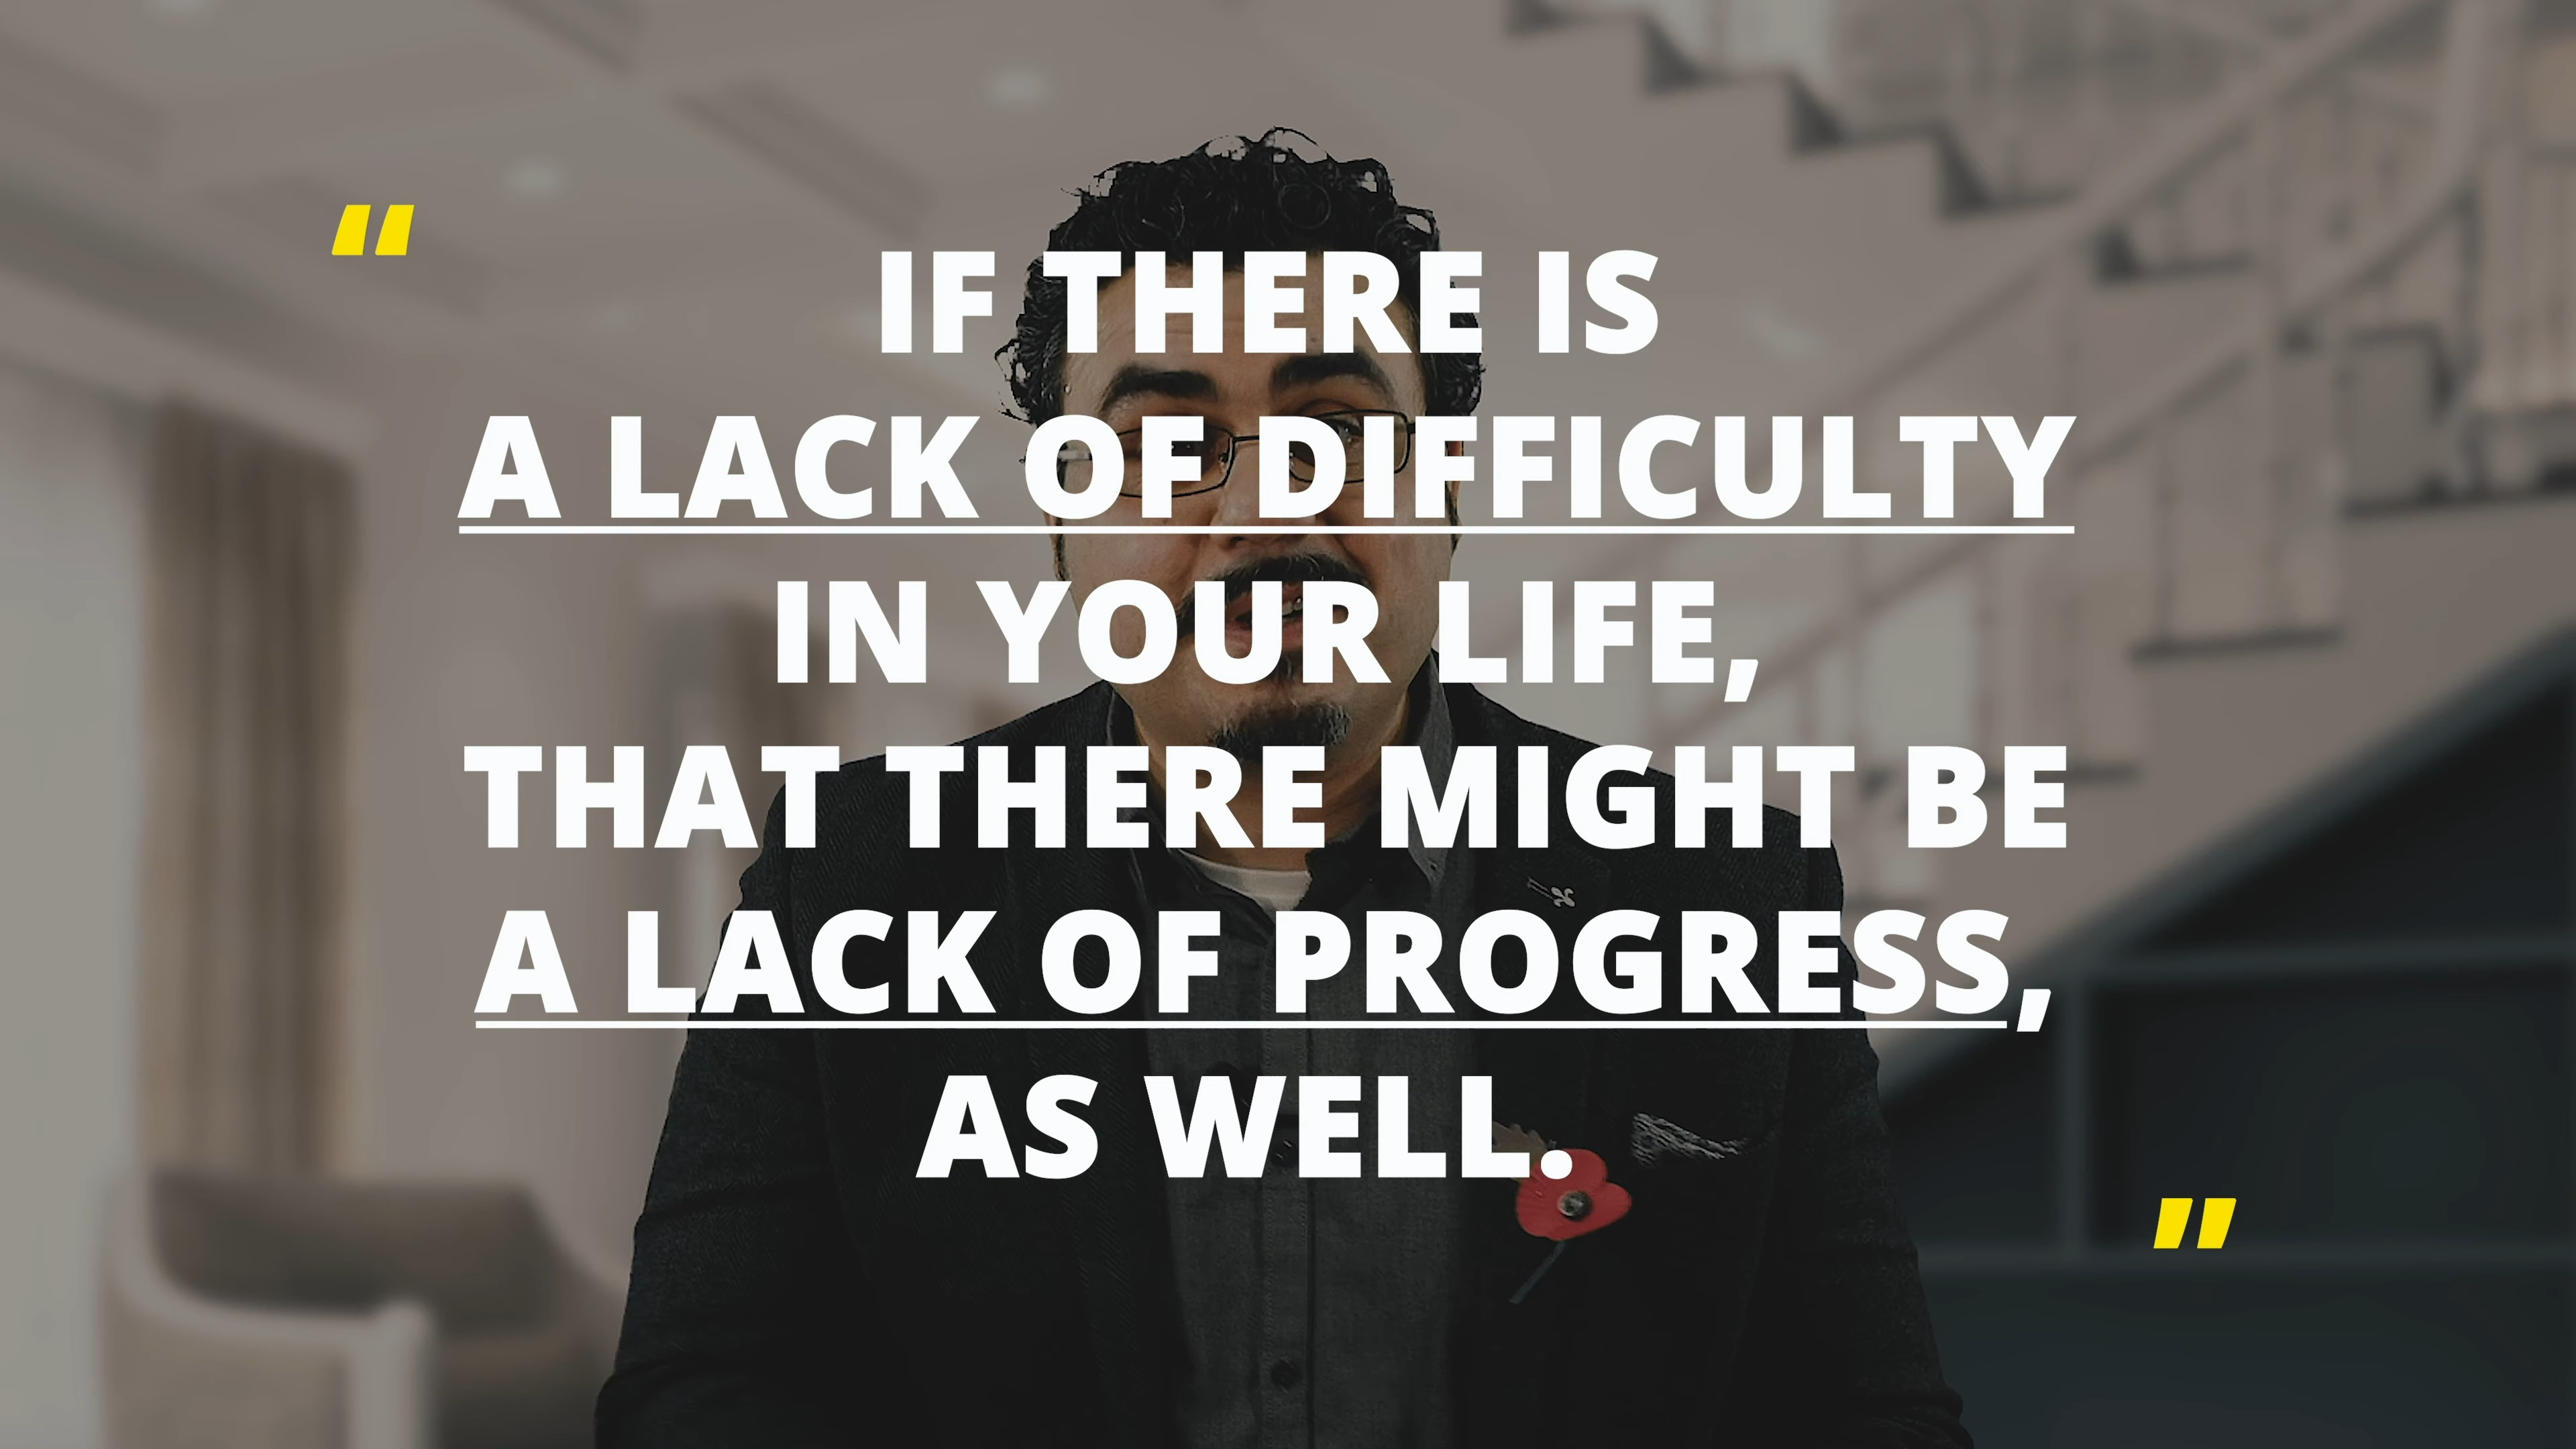 "
IF THERE IS
A LACK OF DIFFICULTY
IN YOUR LIFE,
THAT THERE MIGHT BE
A LACK OF PROGRESS,
AS WELL.
"